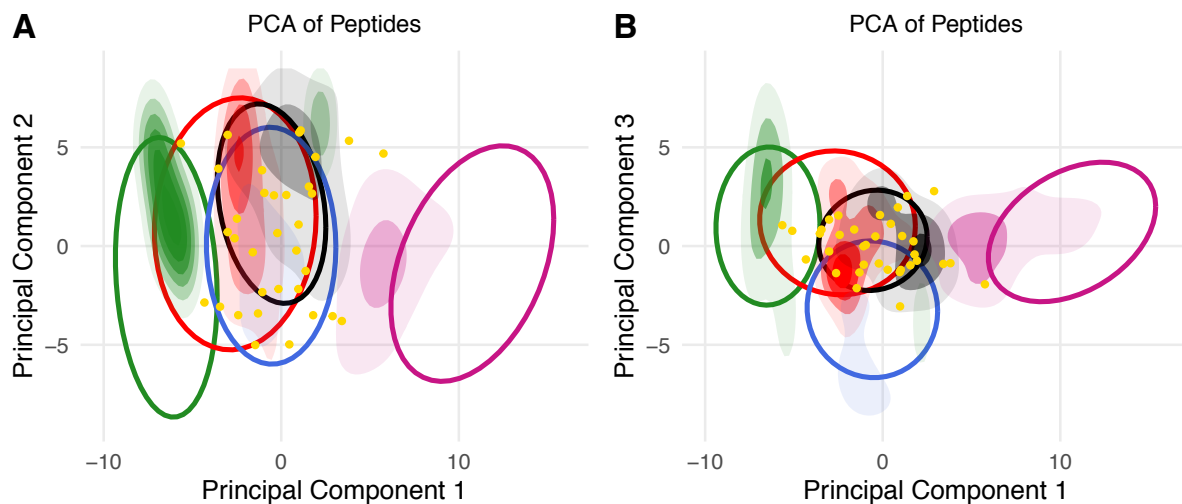 A
PCA of Peptides
Principal Component 2
5
0
−5
−10
0
10
Principal Component 1
B
PCA of Peptides
Principal Component 3
5
0
−5
−10
0
10
Principal Component 1